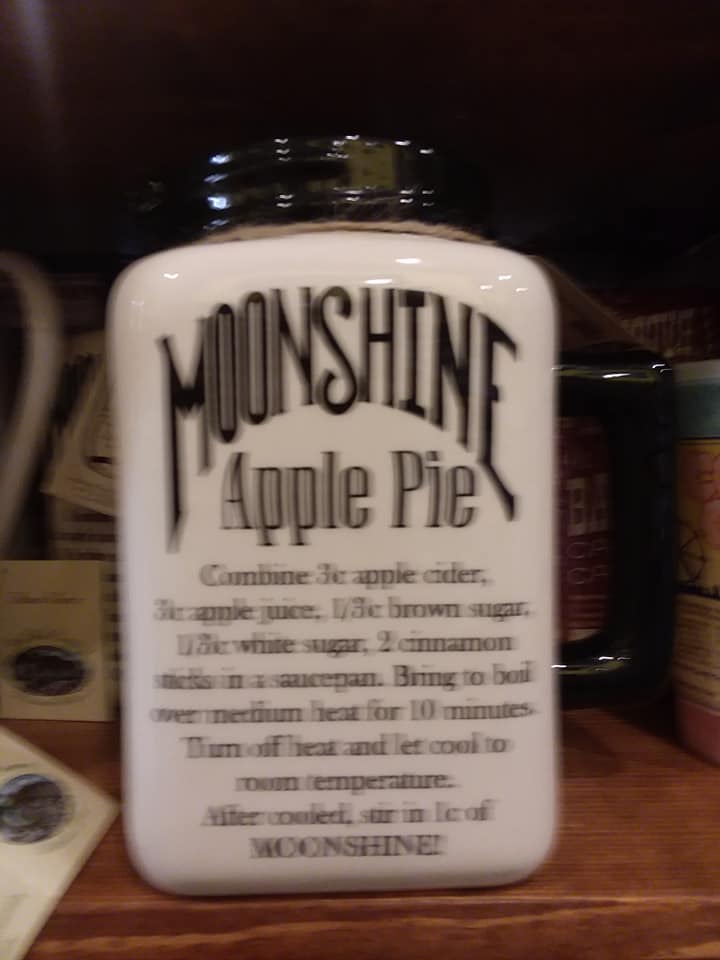 MOONSHINE
Apple Pie
Combine 3c apple cider,
3c apple juice, 1/3c brown sugar,
1/3c white sugar, 2 cinnamon
sticks in a saucepan. Bring to boil
over medium heat for 10 minutes.
Turn off heat and let cool to
room temperature.
After cooled, stir in 1c of
MOONSHINE!